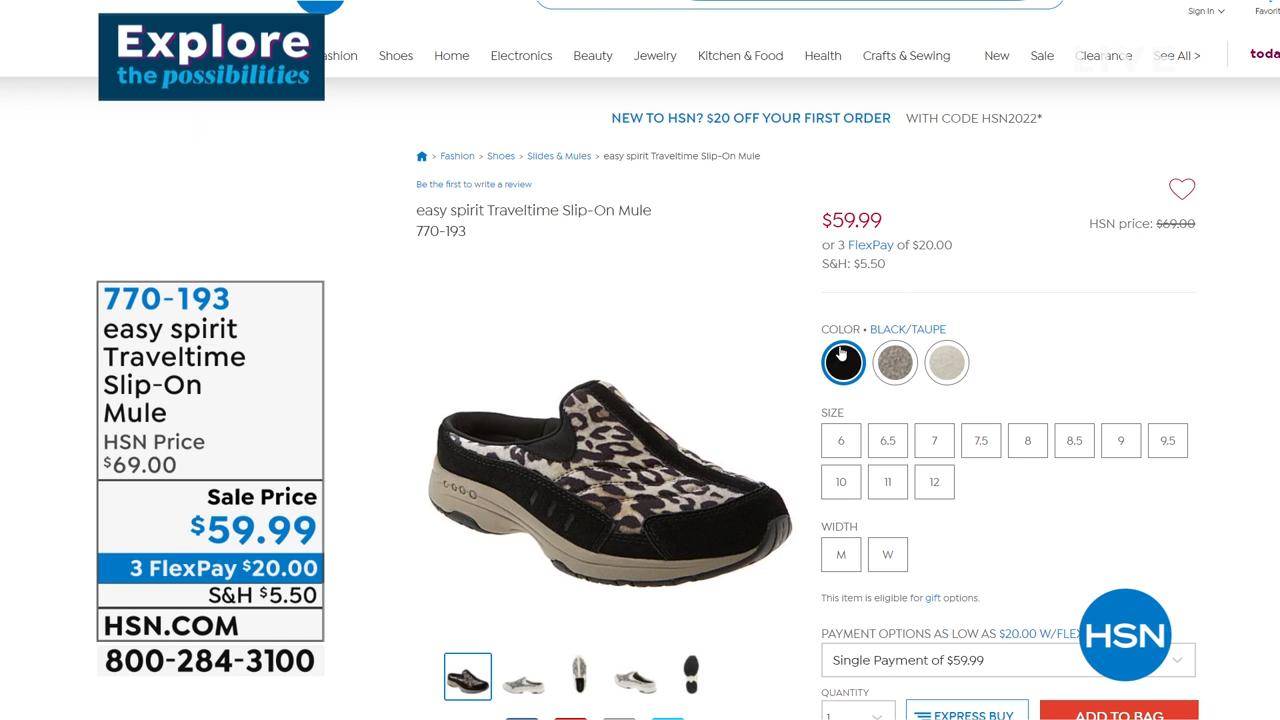 Explore
the possibilities
Sign In
Favorit
ashion Shoes Home Electronics Beauty Jewelry Kitchen & Food Health Crafts & Sewing New Sale Clearance See All > toda
NEW TO HSN? $20 OFF YOUR FIRST ORDER WITH CODE HSN2022*
> Fashion > Shoes > Slides & Mules > easy spirit Traveltime Slip-On Mule
Be the first to write a review
easy spirit Traveltime Slip-On Mule
770-193
$59.99
HSN price: $69.00
or 3 FlexPay of $20.00
S&H: $5.50
770-193
easy spirit
Traveltime
Slip-On
Mule
HSN Price
$69.00
Sale Price
$59.99
3 FlexPay $20.00
S&H $5.50
HSN.COM
800-284-3100
COLOR • BLACK/TAUPE
SIZE
6 6.5 7 7.5 8 8.5 9 9.5
10 11 12
WIDTH
M W
This item is eligible for gift options.
PAYMENT OPTIONS AS LOW AS $20.00 W/FLEX
HSN
Single Payment of $59.99
QUANTITY
1
EXPRESS BUY
ADD TO BAG